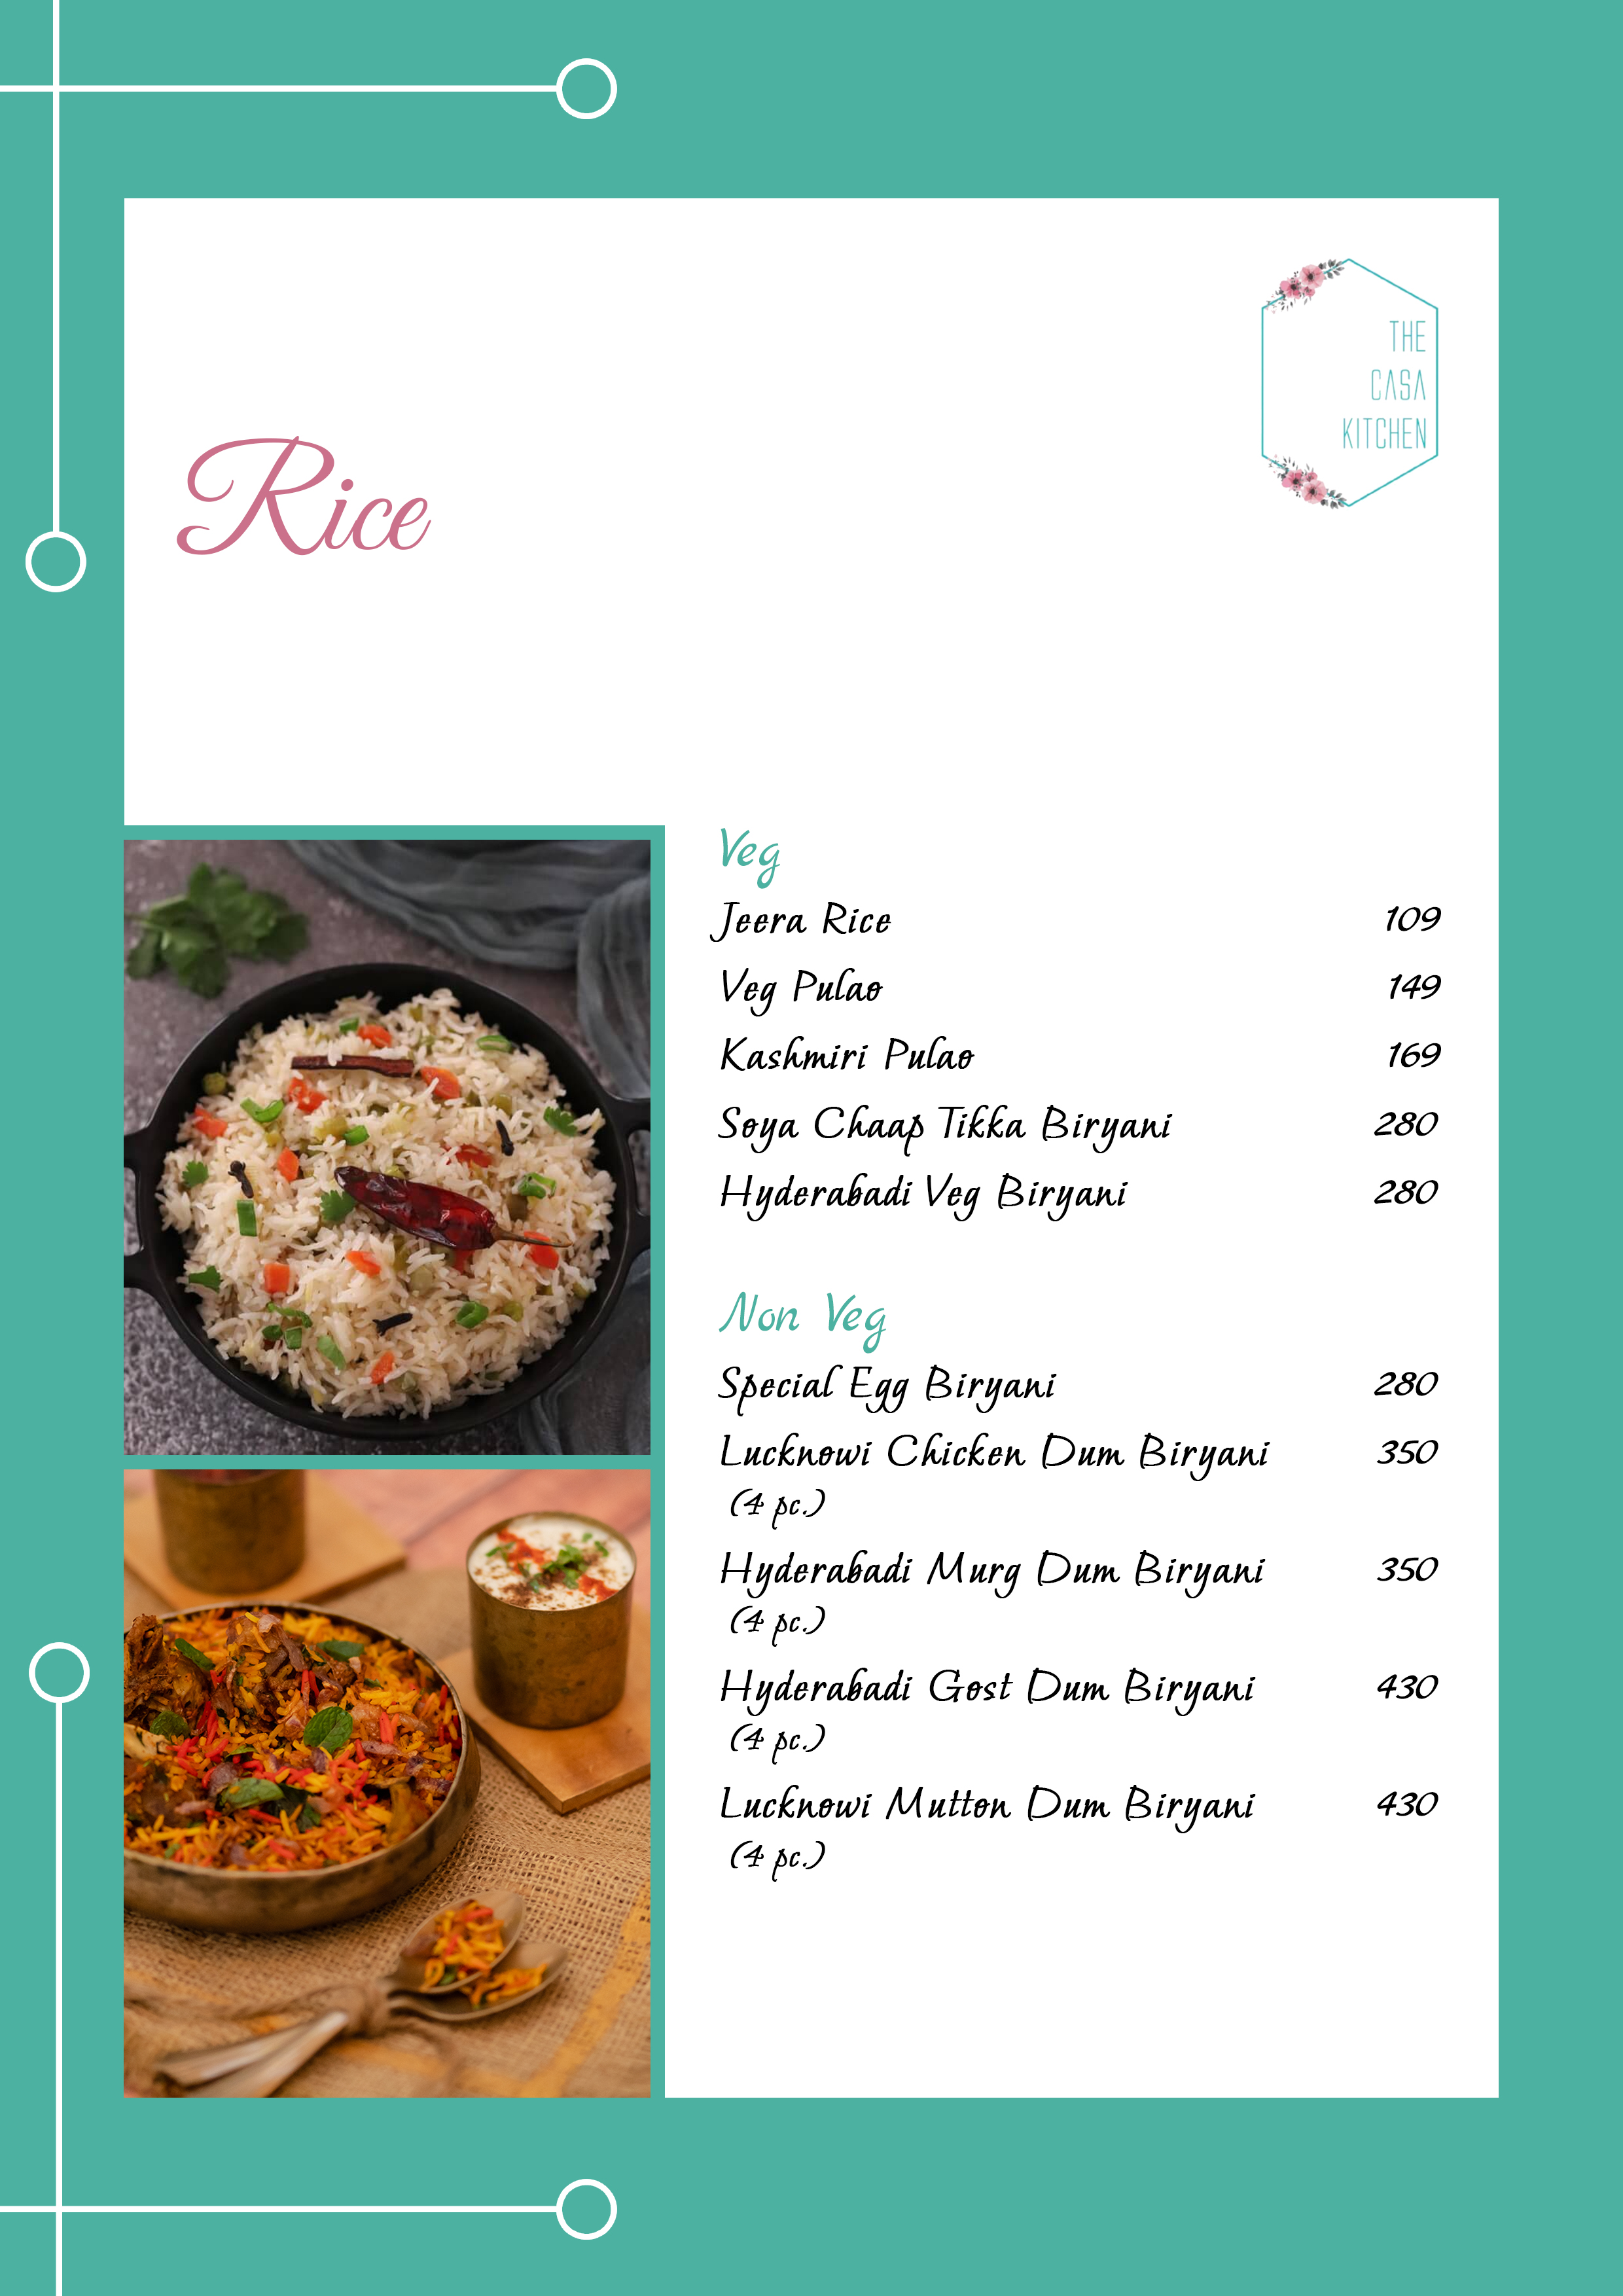 THE
CASA
KITCHEN
Rice
Veg
Jeera Rice 109
Veg Pulao 149
Kashmiri Pulao 169
Soya Chaap Tikka Biryani 280
Hyderabadi Veg Biryani 280
Non Veg
Special Egg Biryani 280
Lucknowi Chicken Dum Biryani 350
(4 pc.)
Hyderabadi Murg Dum Biryani 350
(4 pc.)
Hyderabadi Gost Dum Biryani 430
(4 pc.)
Lucknowi Mutton Dum Biryani 430
(4 pc.)